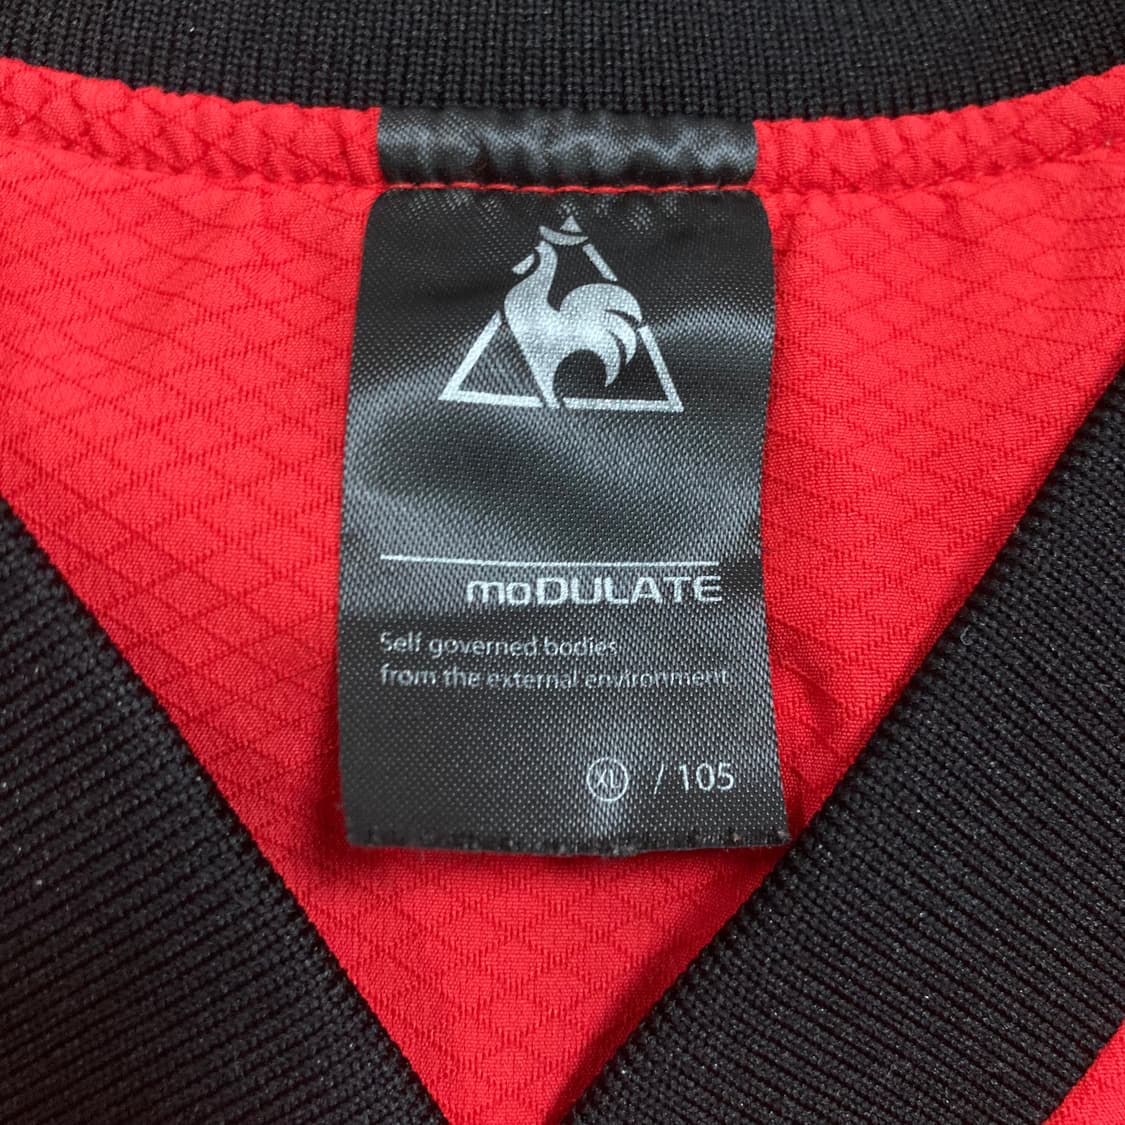 moDULATE
Self governed bodies
from the external environment
XL / 105